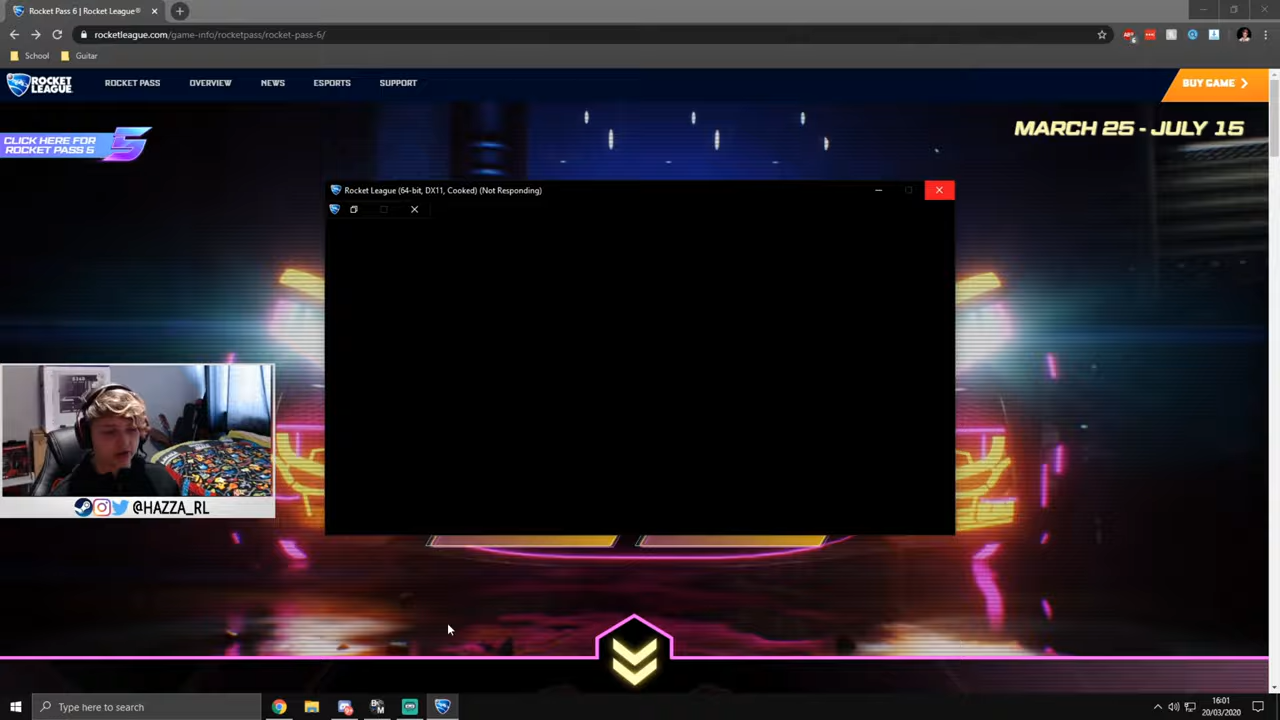 Rocket Pass 6 | Rocket League®
rocketleague.com/game-info/rocketpass/rocket-pass-6/
School
Guitar
ROCKET LEAGUE
ROCKET PASS
OVERVIEW
NEWS
ESPORTS
SUPPORT
BUY GAME
CLICK HERE FOR
ROCKET PASS 5
MARCH 25 - JULY 15
Rocket League (64-bit, DX11, Cooked) (Not Responding)
@HAZZA_RL
Type here to search
16:01
20/03/2020